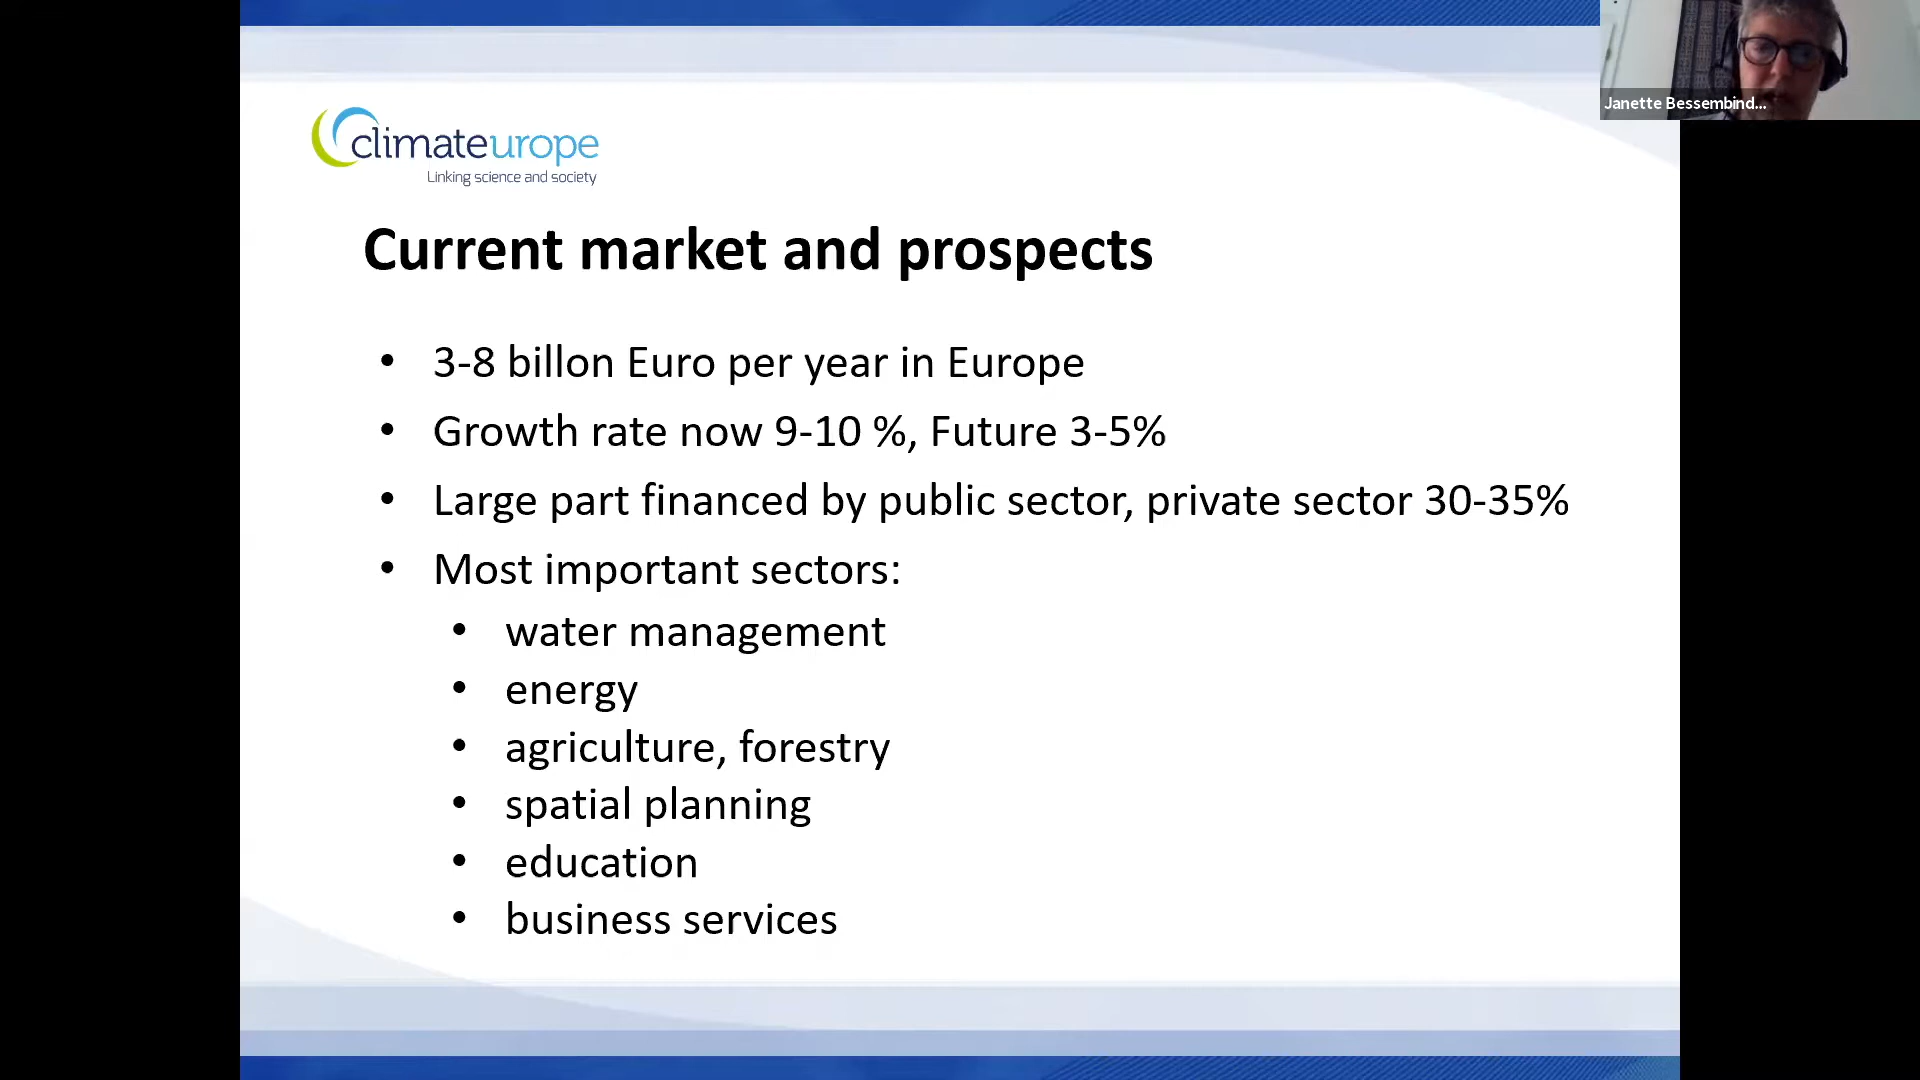 climateurope
Linking science and society
Janette Bessembind...
Current market and prospects
• 3-8 billon Euro per year in Europe
• Growth rate now 9-10 %, Future 3-5%
• Large part financed by public sector, private sector 30-35%
• Most important sectors:
• water management
• energy
• agriculture, forestry
• spatial planning
• education
• business services